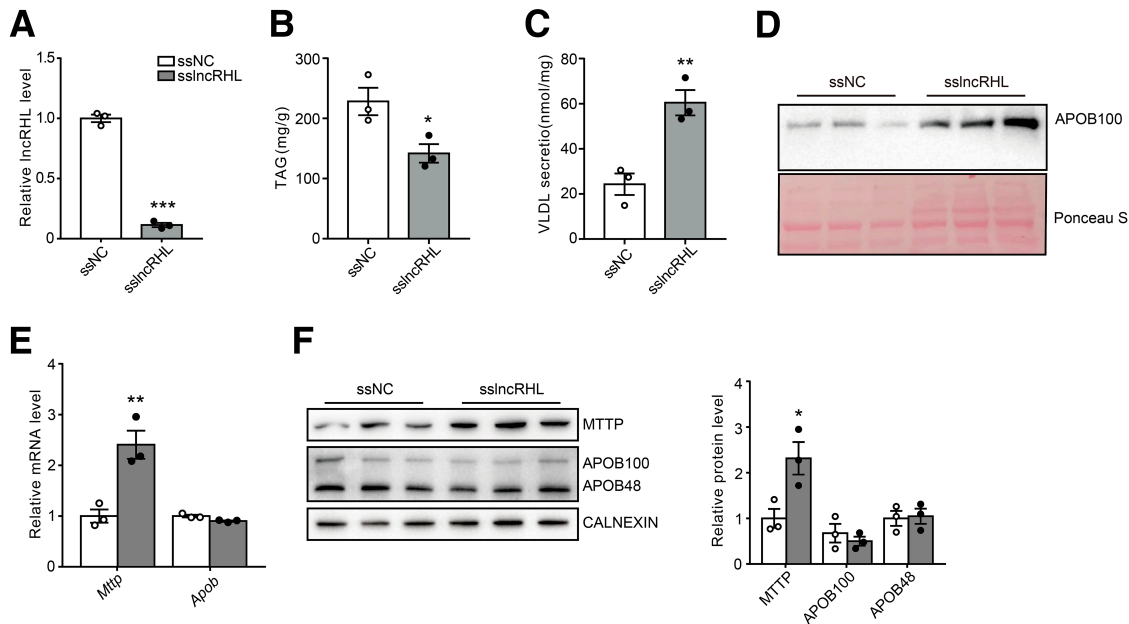 A
Relative lncRHL level
1.5
1.0
0.5
0
ssNC
sslncRHL
***
ssNC
sslncRHL
B
TAG (mg/g)
300
200
100
0
*
ssNC
sslncRHL
C
VLDL secretio(nmol/mg)
80
60
40
20
0
**
ssNC
sslncRHL
D
ssNC
sslncRHL
APOB100
Ponceau S
E
Relative mRNA level
4
3
2
1
0
**
Mttp
Apob
F
ssNC
sslncRHL
MTTP
APOB100
APOB48
CALNEXIN
Relative protein level
4
3
2
1
0
*
MTTP
APOB100
APOB48